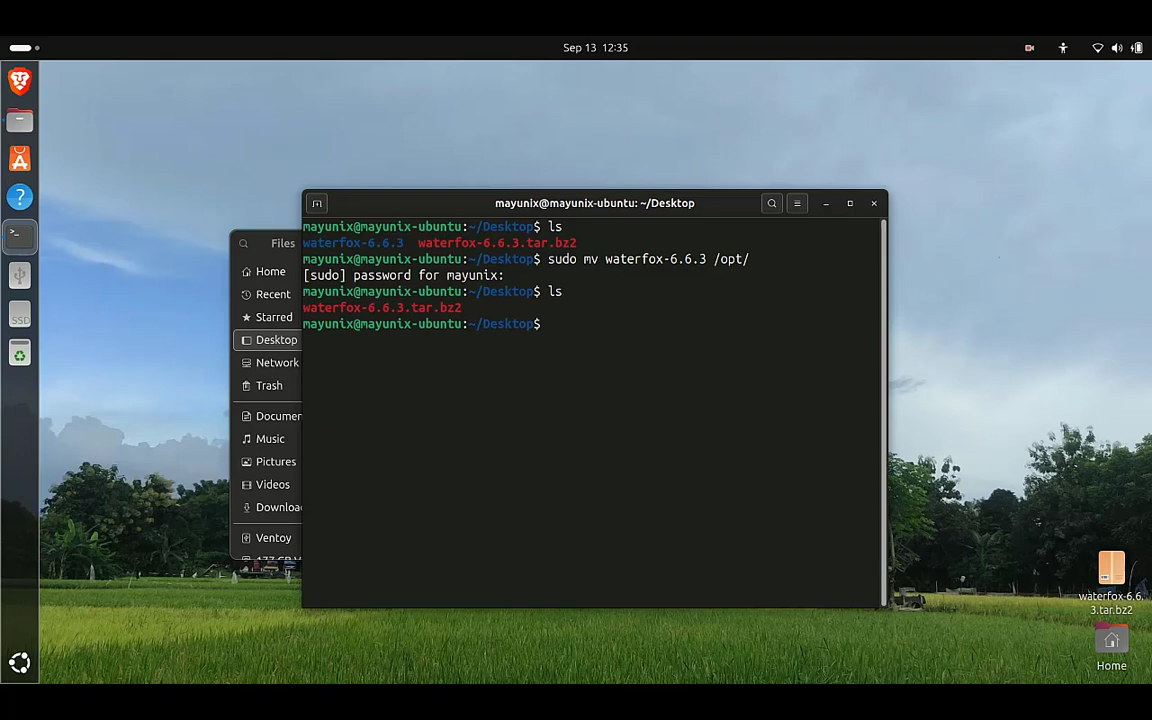 Sep 13 12:35
Files
Home
Recent
Starred
Desktop
Network
Trash
Documen
Music
Pictures
Videos
Downloa
Ventoy
mayunix@mayunix-ubuntu: ~/Desktop
mayunix@mayunix-ubuntu:~/Desktop$ ls
waterfox-6.6.3 waterfox-6.6.3.tar.bz2
mayunix@mayunix-ubuntu:~/Desktop$ sudo mv waterfox-6.6.3 /opt/
[sudo] password for mayunix:
mayunix@mayunix-ubuntu:~/Desktop$ ls
waterfox-6.6.3.tar.bz2
mayunix@mayunix-ubuntu:~/Desktop$
SSD
waterfox-6.6.
3.tar.bz2
Home